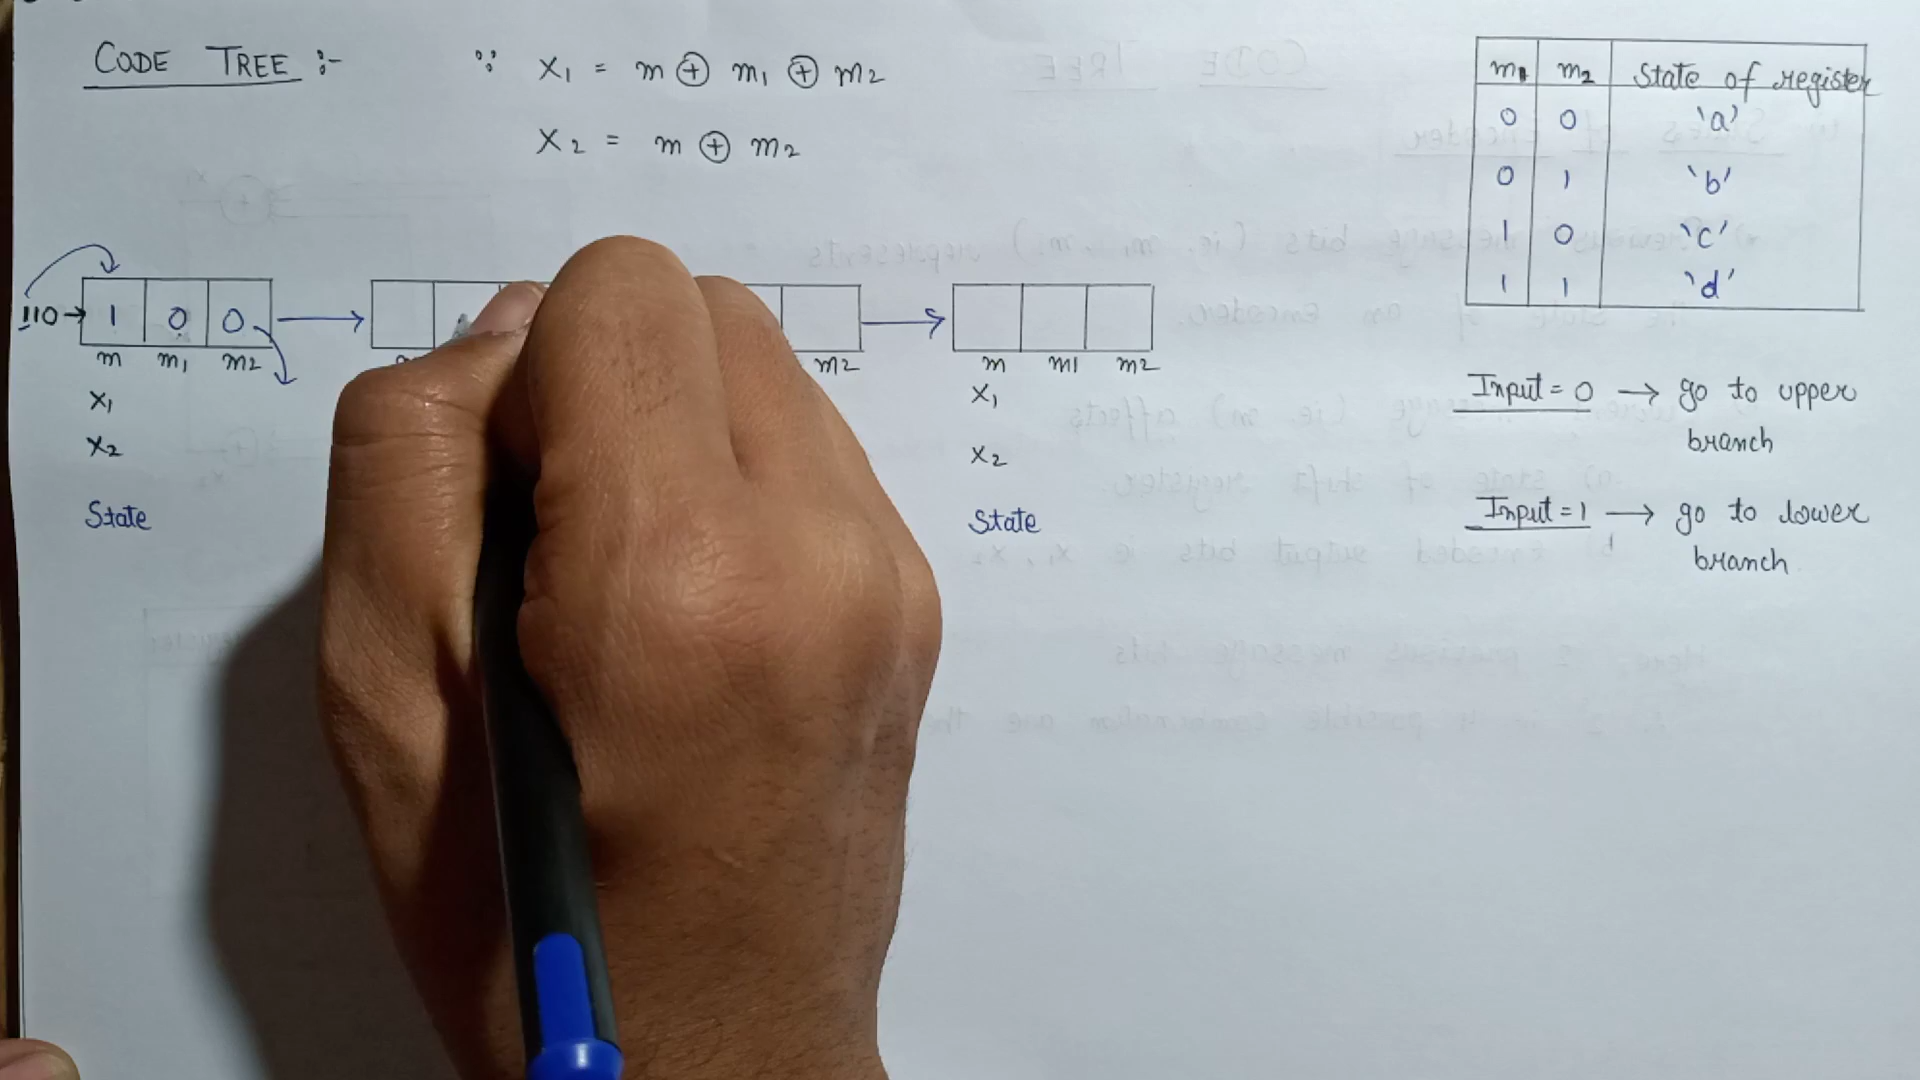 CODE TREE :-
∵ X1 = m ⊕ m1 ⊕ m2
X2 = m ⊕ m2
110 → 1 0 0
m m1 m2
X1
X2
State
m2
m m1 m2
X1
X2
State
m1 m2 State of register
0 0 'a'
0 1 'b'
1 0 'c'
1 1 'd'
Input = 0 → go to upper
branch
Input = 1 → go to lower
branch